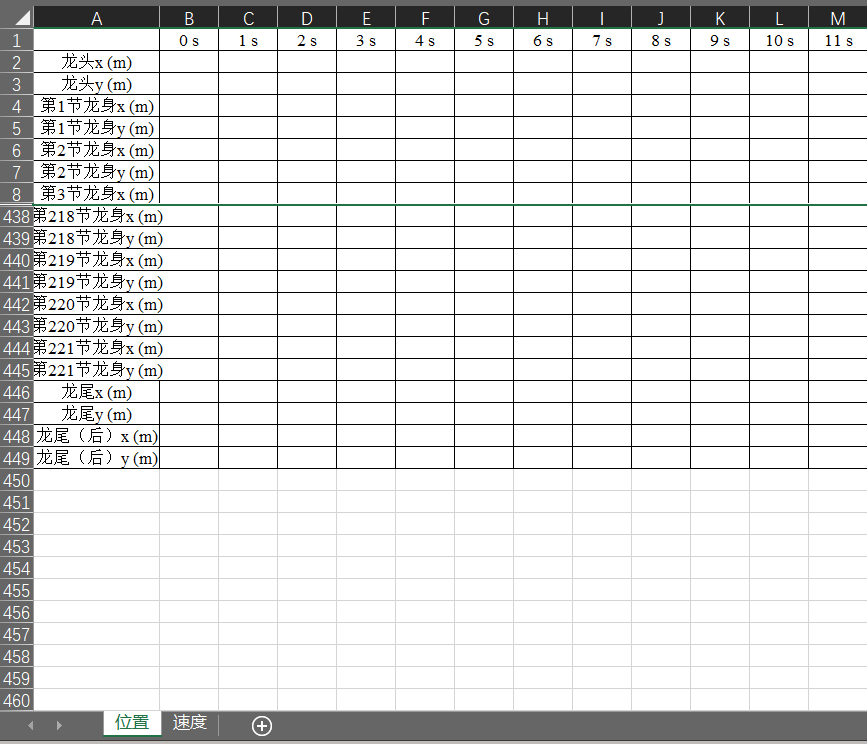 A B C D E F G H I J K L M
1 0 s 1 s 2 s 3 s 4 s 5 s 6 s 7 s 8 s 9 s 10 s 11 s
2 龙头x (m)
3 龙头y (m)
4 第1节龙身x (m)
5 第1节龙身y (m)
6 第2节龙身x (m)
7 第2节龙身y (m)
8 第3节龙身x (m)
438 第218节龙身x (m)
439 第218节龙身y (m)
440 第219节龙身x (m)
441 第219节龙身y (m)
442 第220节龙身x (m)
443 第220节龙身y (m)
444 第221节龙身x (m)
445 第221节龙身y (m)
446 龙尾x (m)
447 龙尾y (m)
448 龙尾（后）x (m)
449 龙尾（后）y (m)
450
451
452
453
454
455
456
457
458
459
460
位置 速度